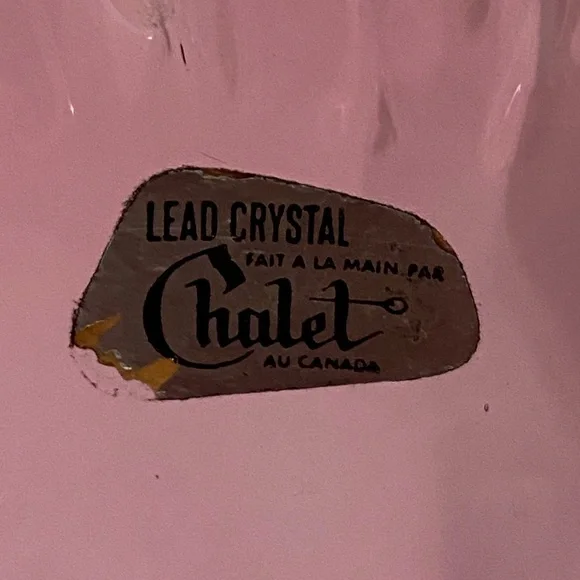 LEAD CRYSTAL
FAIT A LA MAIN PAR
Chalet
AU CANADA